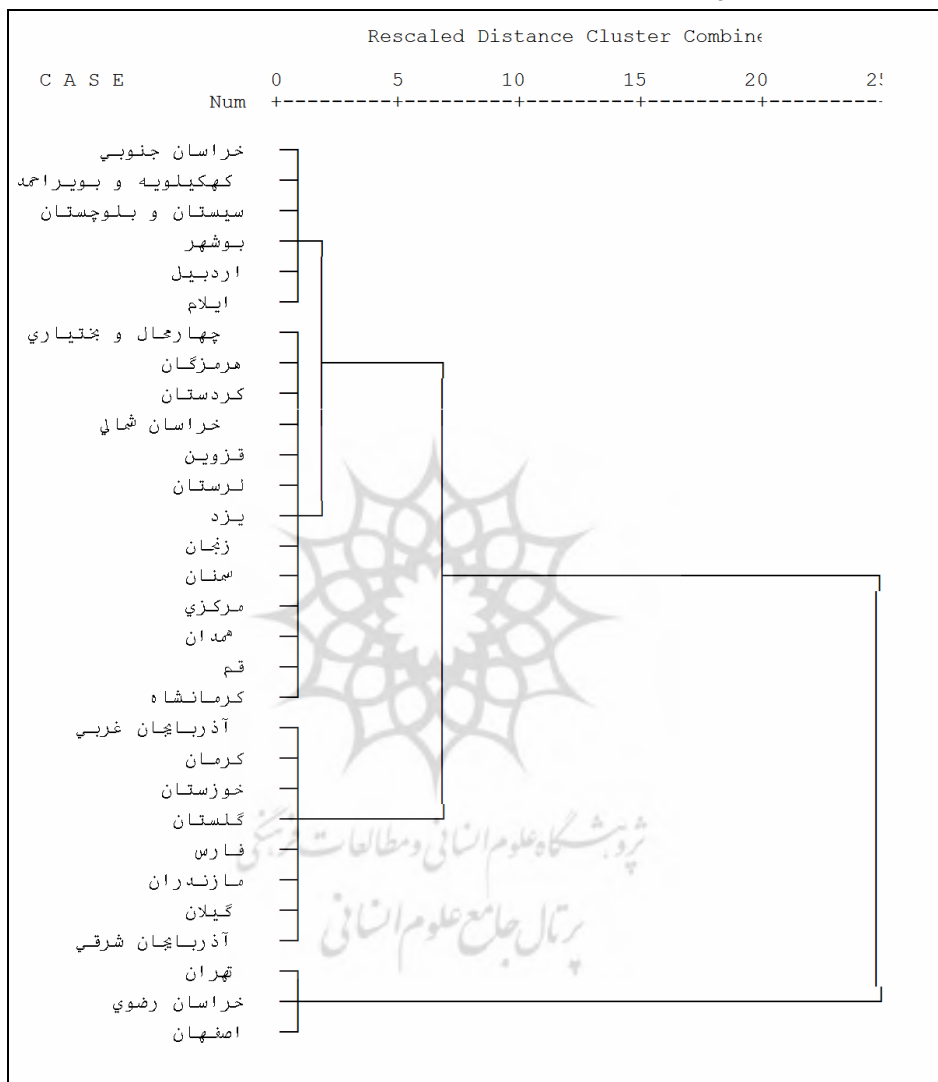 Rescaled Distance Cluster Combine
C A S E 0 5 10 15 20 25
Num +---------+---------+---------+---------+---------+
خراسان جنوبي
کهکیلویه و بویراحمد
سیستان و بلوچستان
بوشهر
اردبیل
ایلام
چهارمحال و بختیاري
هرمزگان
کردستان
خراسان شمالي
قزوین
لرستان
یزد
زنجان
سمنان
مرکزي
همدان
قم
کرمانشاه
آذربایجان غربي
کرمان
خوزستان
گلستان
فارس
مازندران
گیلان
آذربایجان شرقي
تهران
خراسان رضوي
اصفهان
پژوهشگاه علوم انسانی و مطالعات فرهنگی
پرتال جامع علوم انسانی